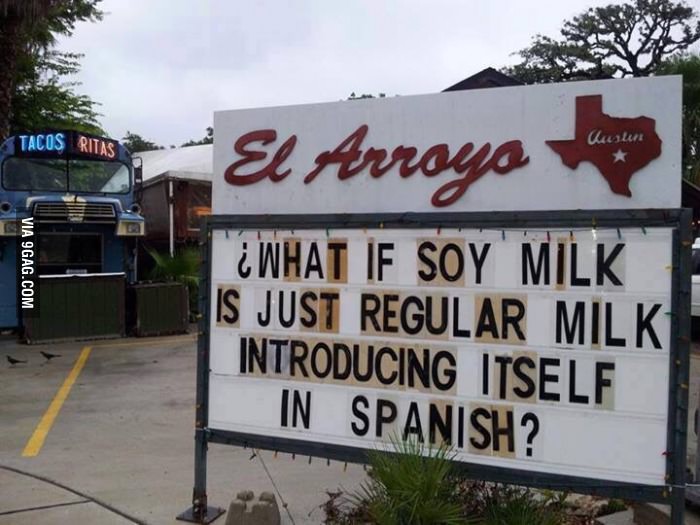 El Arroyo
Austin
TACOS RITAS
¿WHAT IF SOY MILK
IS JUST REGULAR MILK
INTRODUCING ITSELF
IN SPANISH?
VIA 9GAG.COM